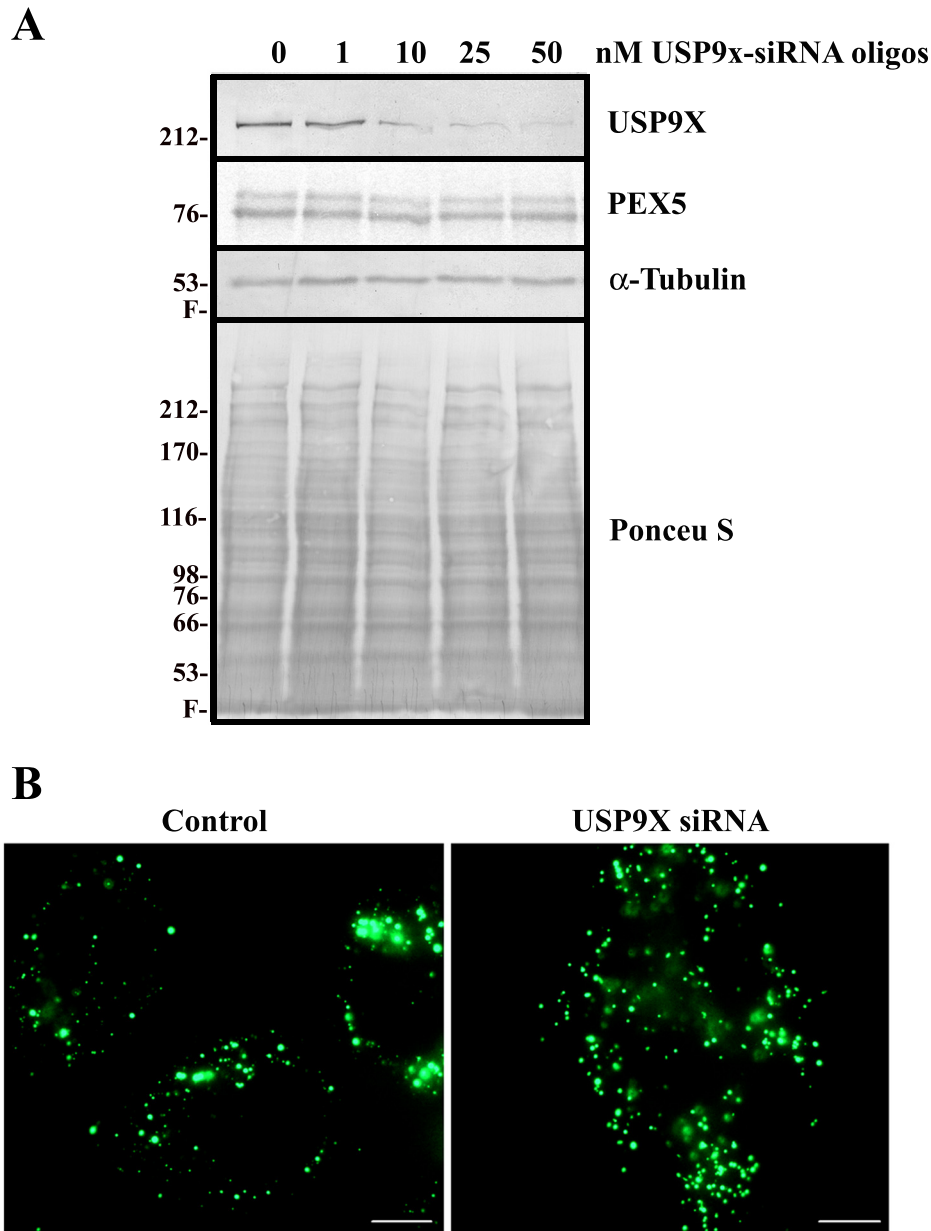 A
0 1 10 25 50 nM USP9x-siRNA oligos
USP9X
212-
PEX5
76-
α-Tubulin
53-
F-
212-
170-
116-
Ponceu S
98-
76-
66-
53-
F-
B
Control USP9X siRNA